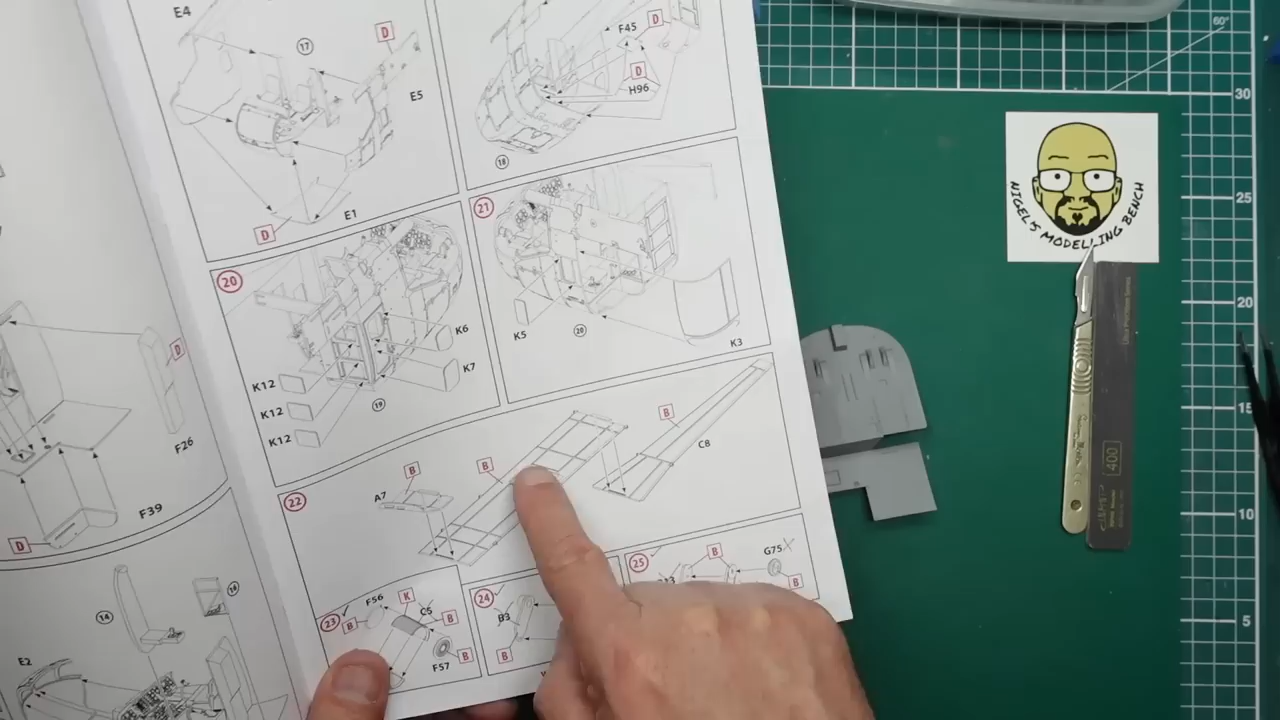 E4
17
D
E5
E1
D
F45
D
D
H96
18
20
K6
K7
K12
K12
K12
19
21
K5
20
K3
D
F26
F39
D
22
A7
B
B
B
C8
23
F56
K
C5
B
B
F57
B
24
B3
B
25
B
G75
B
14
E2
NIGEL'S MODELLING BENCH
400
60°
30
25
20
15
10
5